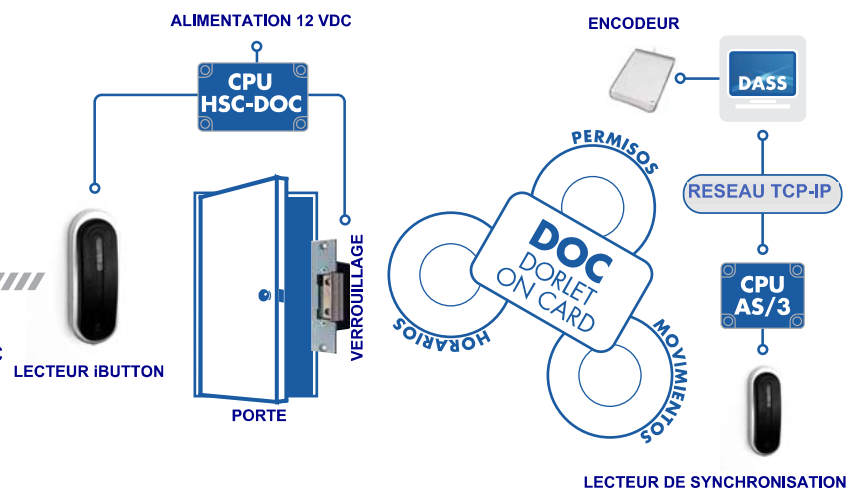 ALIMENTATION 12 VDC
CPU
HSC-DOC
LECTEUR iBUTTON
C
PORTE
VERROUILLAGE
ENCODEUR
DASS
RESEAU TCP-IP
CPU
AS/3
LECTEUR DE SYNCHRONISATION
PERMISOS
HORARIOS
MOVIMIENTOS
DOC
DORLET
ON CARD